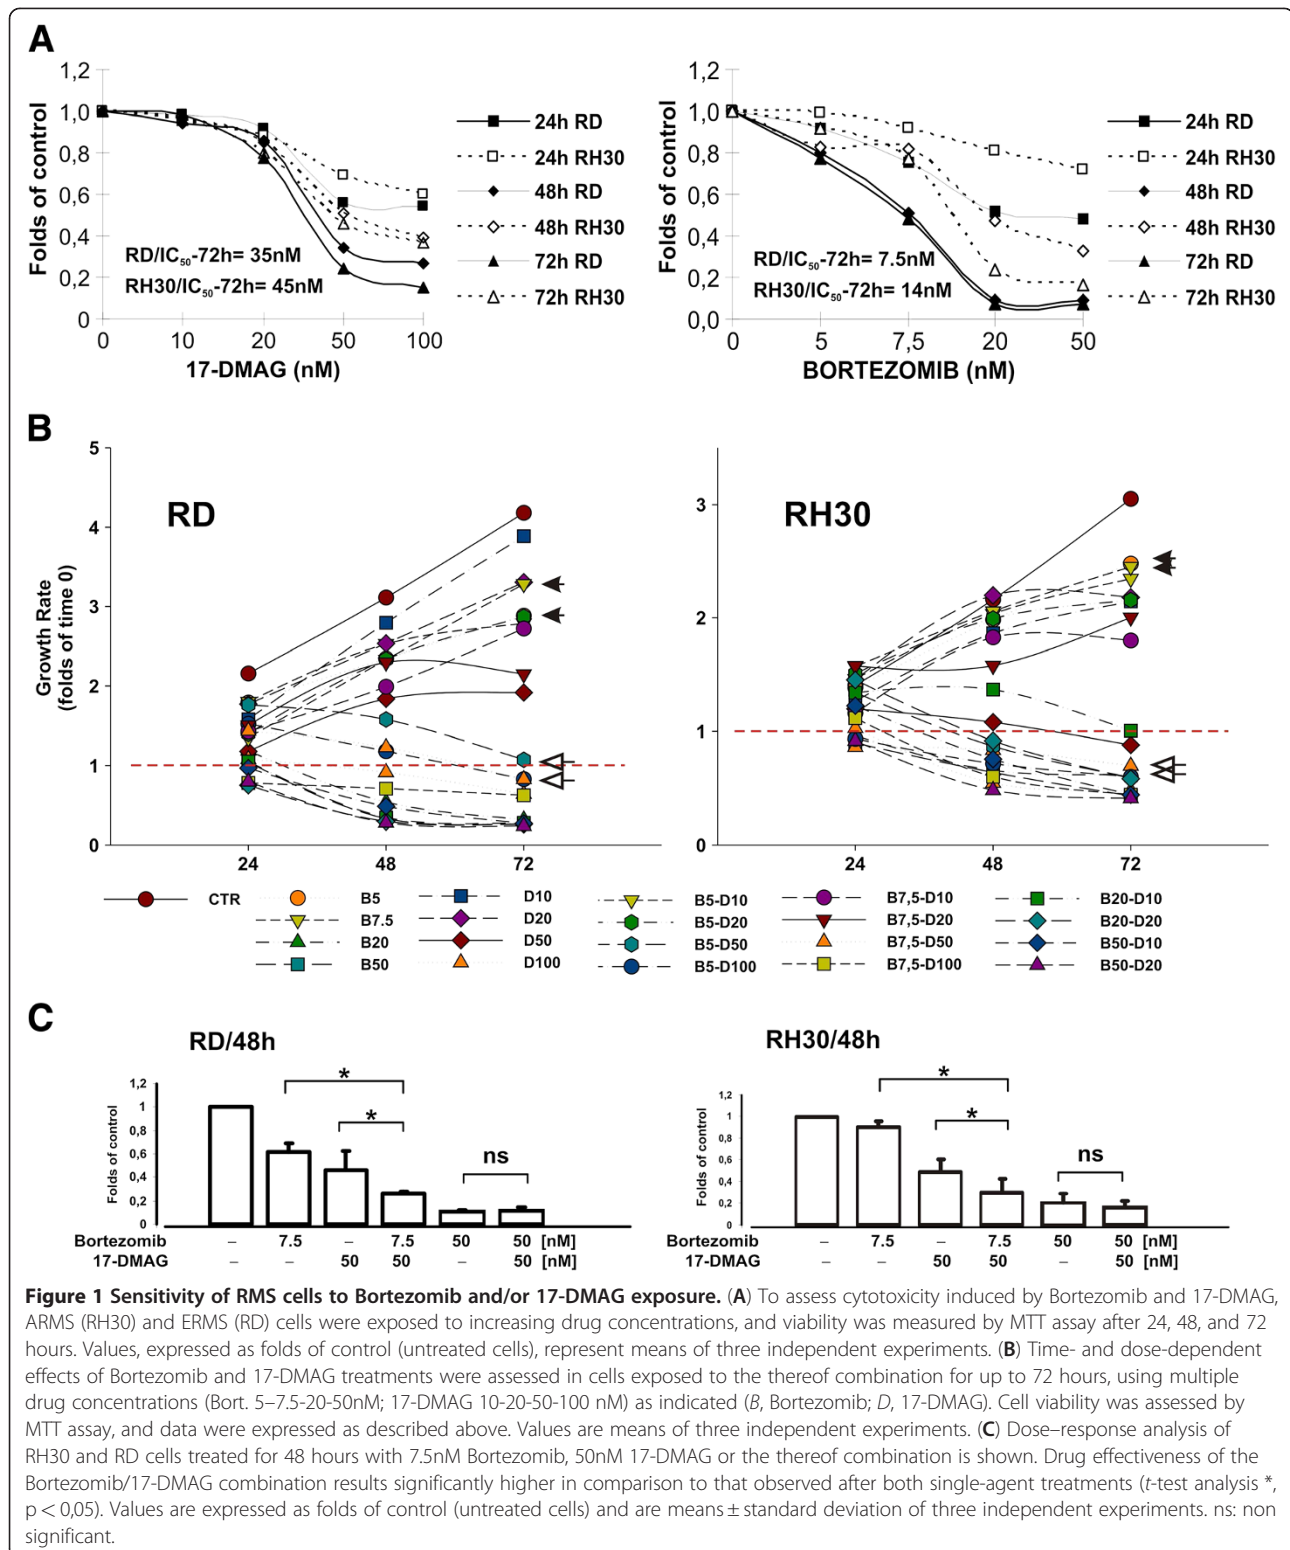 A
Folds of control
1,2
1,0
0,8
0,6
0,4
0,2
0
RD/IC50-72h= 35nM
RH30/IC50-72h= 45nM
0 10 20 50 100
17-DMAG (nM)
24h RD
24h RH30
48h RD
48h RH30
72h RD
72h RH30
Folds of control
1,2
1,0
0,8
0,6
0,4
0,2
0,0
RD/IC50-72h= 7.5nM
RH30/IC50-72h= 14nM
0 5 7,5 20 50
BORTEZOMIB (nM)
24h RD
24h RH30
48h RD
48h RH30
72h RD
72h RH30
B
Growth Rate
(folds of time 0)
5
4
3
2
1
0
RD
24 48 72
3
2
1
0
RH30
24 48 72
CTR
B5
B7.5
B20
B50
D10
D20
D50
D100
B5-D10
B5-D20
B5-D50
B5-D100
B7,5-D10
B7,5-D20
B7,5-D50
B7,5-D100
B20-D10
B20-D20
B50-D10
B50-D20
C
RD/48h
Folds of control
1,2
1
0,8
0,6
0,4
0,2
0
*
*
ns
Bortezomib – 7.5 – 7.5 50 50 [nM]
17-DMAG – – 50 50 – 50 [nM]
RH30/48h
Folds of control
1,2
1
0,8
0,6
0,4
0,2
0
*
*
ns
Bortezomib – 7.5 – 7.5 50 50 [nM]
17-DMAG – – 50 50 – 50 [nM]
Figure 1 Sensitivity of RMS cells to Bortezomib and/or 17-DMAG exposure. (A) To assess cytotoxicity induced by Bortezomib and 17-DMAG,
ARMS (RH30) and ERMS (RD) cells were exposed to increasing drug concentrations, and viability was measured by MTT assay after 24, 48, and 72
hours. Values, expressed as folds of control (untreated cells), represent means of three independent experiments. (B) Time- and dose-dependent
effects of Bortezomib and 17-DMAG treatments were assessed in cells exposed to the thereof combination for up to 72 hours, using multiple
drug concentrations (Bort. 5–7.5-20-50nM; 17-DMAG 10-20-50-100 nM) as indicated (B, Bortezomib; D, 17-DMAG). Cell viability was assessed by
MTT assay, and data were expressed as described above. Values are means of three independent experiments. (C) Dose–response analysis of
RH30 and RD cells treated for 48 hours with 7.5nM Bortezomib, 50nM 17-DMAG or the thereof combination is shown. Drug effectiveness of the
Bortezomib/17-DMAG combination results significantly higher in comparison to that observed after both single-agent treatments (t-test analysis *,
p < 0,05). Values are expressed as folds of control (untreated cells) and are means ± standard deviation of three independent experiments. ns: non
significant.